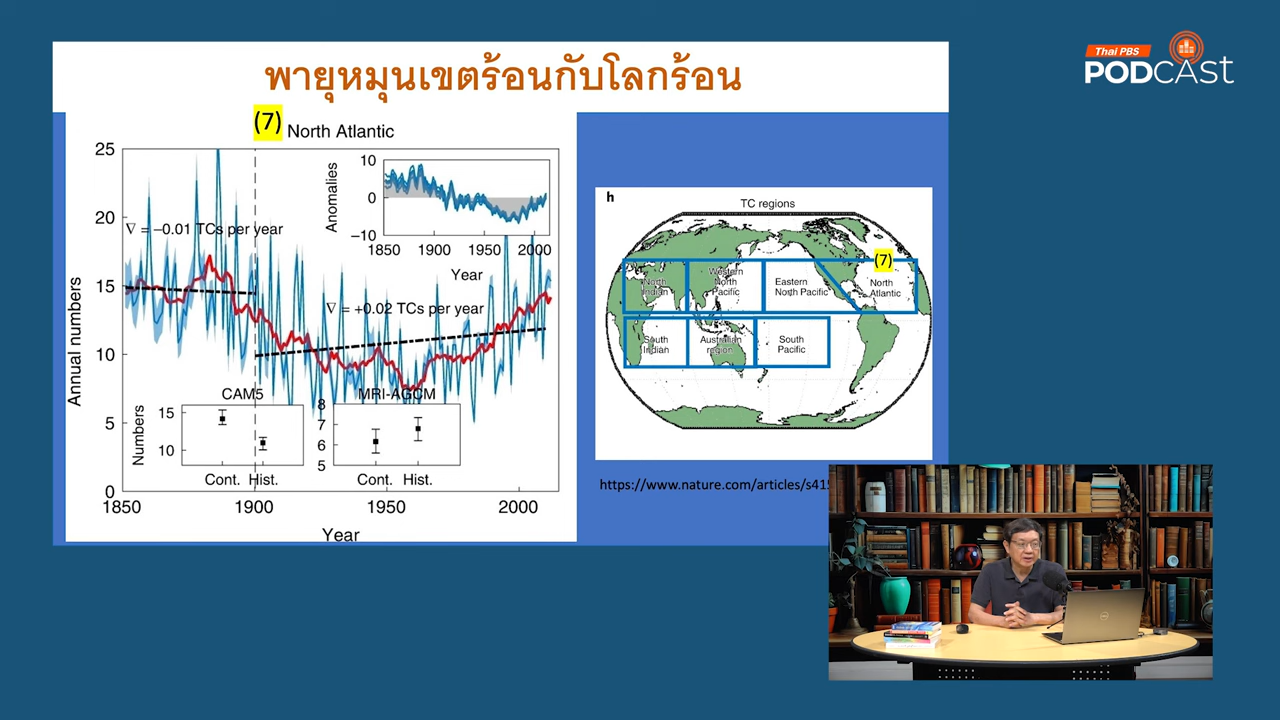 Thai PBS
PODCAST
พายุหมุนเขตร้อนกับโลกร้อน
(7) North Atlantic
25
20
15
10
5
0
Annual numbers
1850
1900
1950
2000
Year
∇ = −0.01 TCs per year
∇ = +0.02 TCs per year
10
0
−10
Anomalies
1850
1900
1950
2000
Year
CAM5
15
10
Numbers
Cont. Hist.
MRI-AGCM
8
7
6
5
Cont. Hist.
h
TC regions
(7)
North
Indian
Western
North
Pacific
Eastern
North Pacific
North
Atlantic
South
Indian
Australian
region
South
Pacific
https://www.nature.com/articles/s415